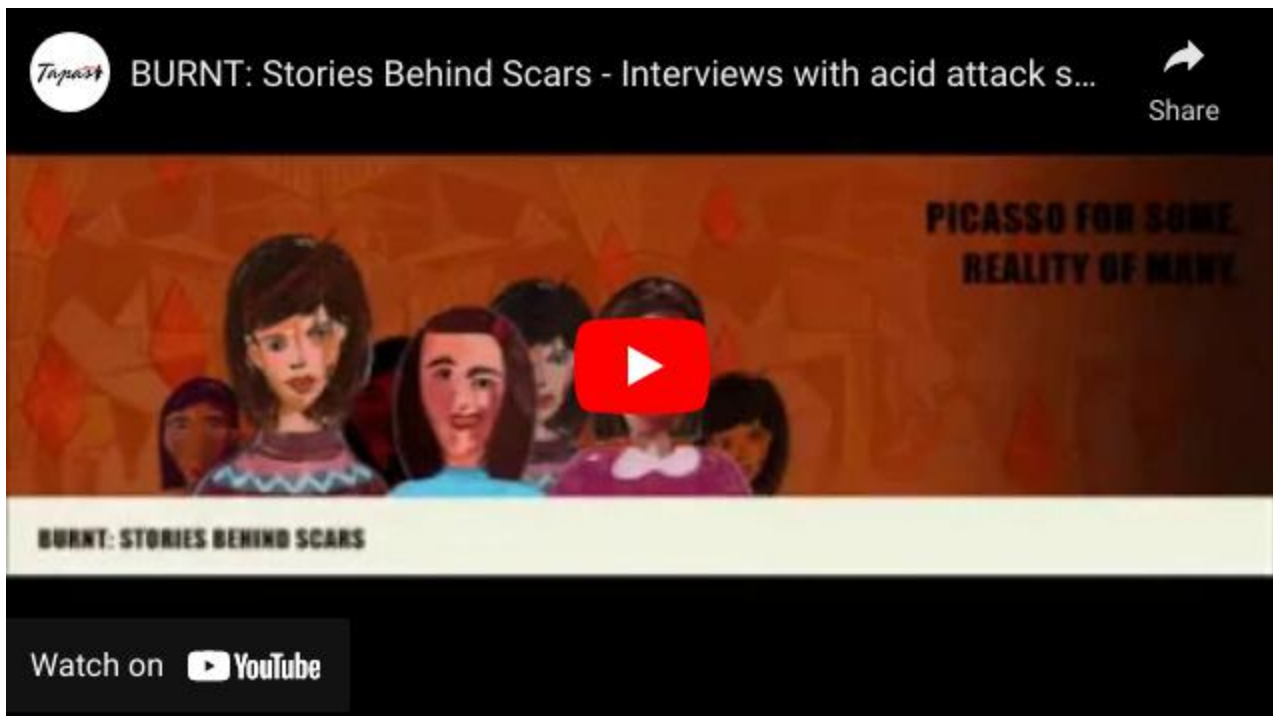 Tapasi
BURNT: Stories Behind Scars - Interviews with acid attack s...
Share
PICASSO FOR SOME,
REALITY OF MANY.
BURNT: STORIES BEHIND SCARS
Watch on YouTube